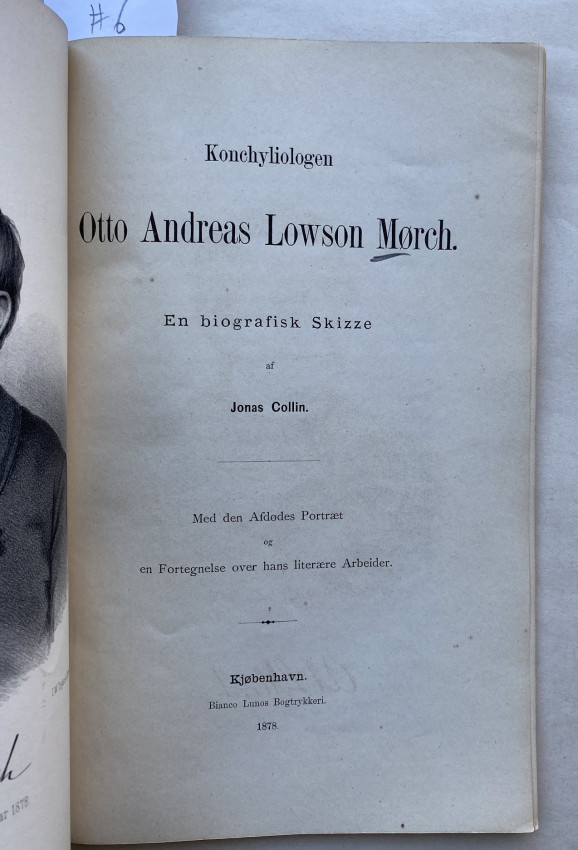 #6
Konchyliologen
Otto Andreas Lowson Mørch.
En biografisk Skizze
af
Jonas Collin.
Med den Afdødes Portræt
og
en Fortegnelse over hans literære Arbeider.
Kjøbenhavn.
Bianco Lunos Bogtrykkeri.
1878.
1878